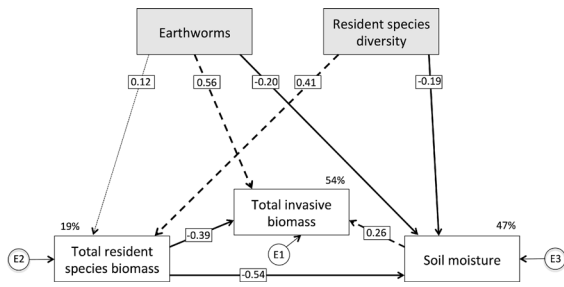 Earthworms
Resident species
diversity
0.12
0.56
-0.20
0.41
-0.19
54%
Total invasive
biomass
19%
47%
-0.39
0.26
E2
Total resident
species biomass
E1
Soil moisture
E3
-0.54